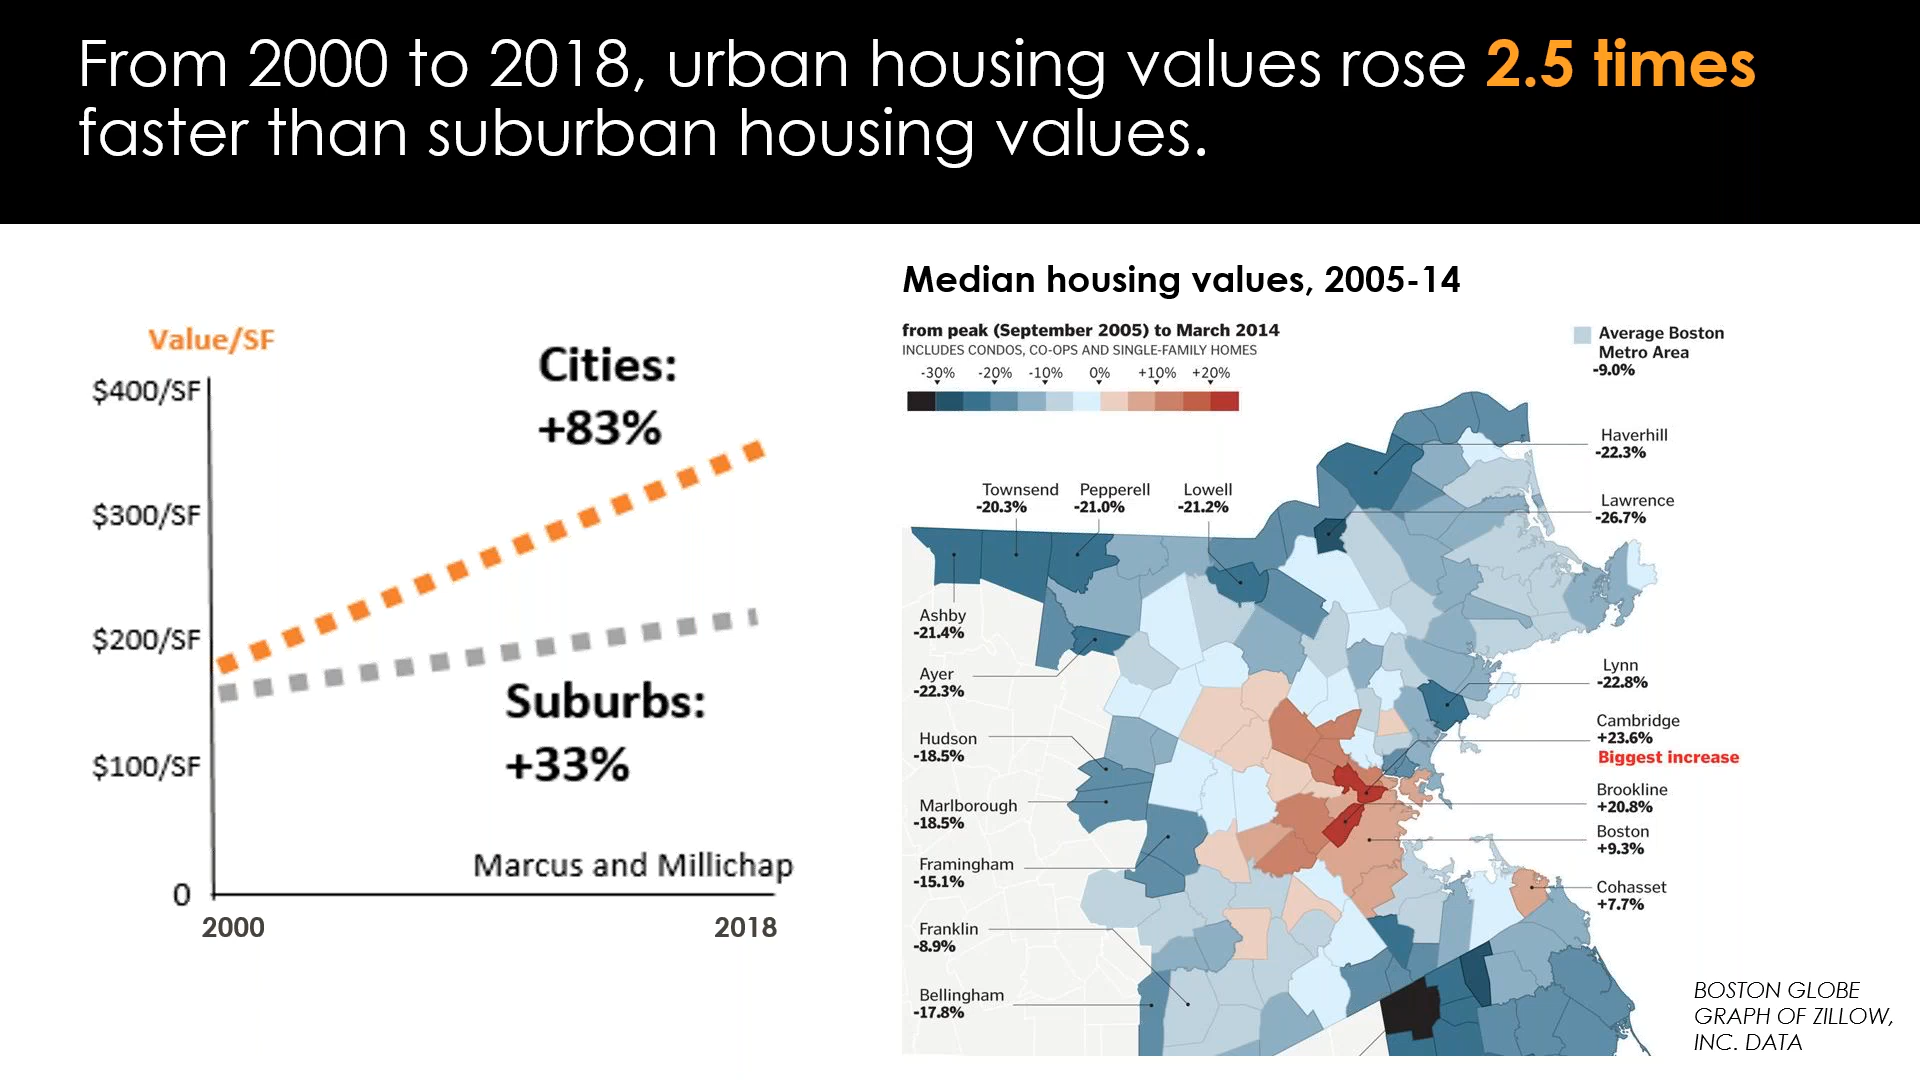 From 2000 to 2018, urban housing values rose 2.5 times
faster than suburban housing values.
Value/SF
$400/SF
$300/SF
$200/SF
$100/SF
0
2000
2018
Cities:
+83%
Suburbs:
+33%
Marcus and Millichap
Median housing values, 2005-14
from peak (September 2005) to March 2014
INCLUDES CONDOS, CO-OPS AND SINGLE-FAMILY HOMES
-30% -20% -10% 0% +10% +20%
Average Boston
Metro Area
-9.0%
Townsend
-20.3%
Pepperell
-21.0%
Lowell
-21.2%
Ashby
-21.4%
Ayer
-22.3%
Hudson
-18.5%
Marlborough
-18.5%
Framingham
-15.1%
Franklin
-8.9%
Bellingham
-17.8%
Haverhill
-22.3%
Lawrence
-26.7%
Lynn
-22.8%
Cambridge
+23.6%
Biggest increase
Brookline
+20.8%
Boston
+9.3%
Cohasset
+7.7%
BOSTON GLOBE
GRAPH OF ZILLOW,
INC. DATA